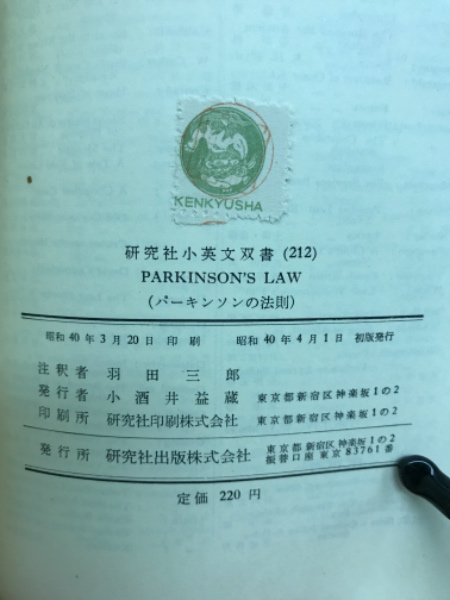 KENKYUSHA
研究社小英文双書 (212)
PARKINSON'S LAW
(パーキンソンの法則)
昭和 40 年 3 月 20 日 印 刷 昭和 40 年 4 月 1 日 初版発行
注釈者 羽田三郎
発行者 小酒井益蔵 東京都新宿区神楽坂 1 の 2
印刷所 研究社印刷株式会社 東京都新宿区神楽坂 1 の 2
発行所 研究社出版株式会社 東京都新宿区神楽坂 1 の 2
振替口座 東京 83761 番
定価 220 円